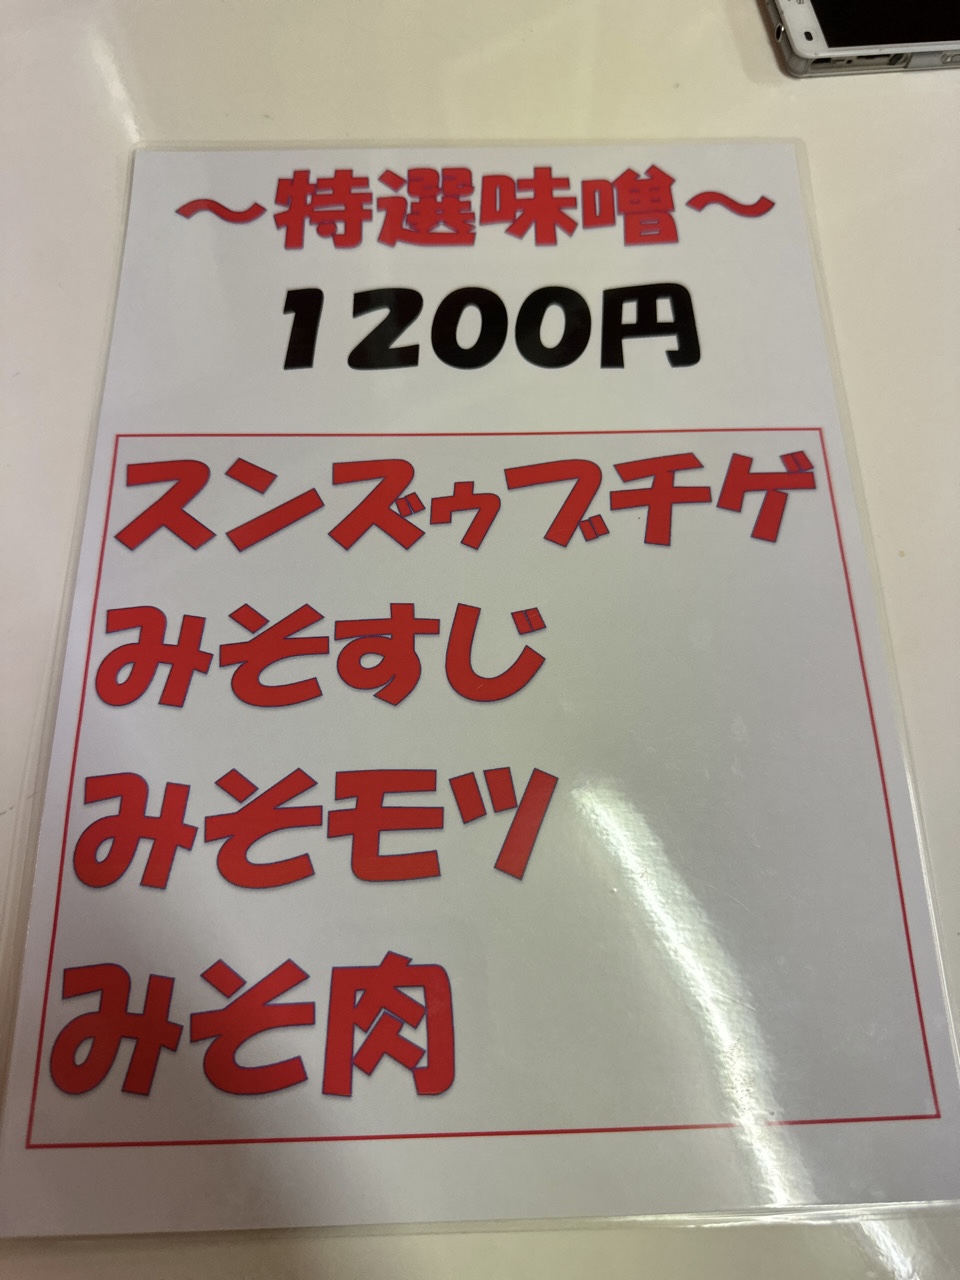 ～特選味噌～
1200円
スンズゥブチゲ
みそすじ
みそモツ
みそ肉